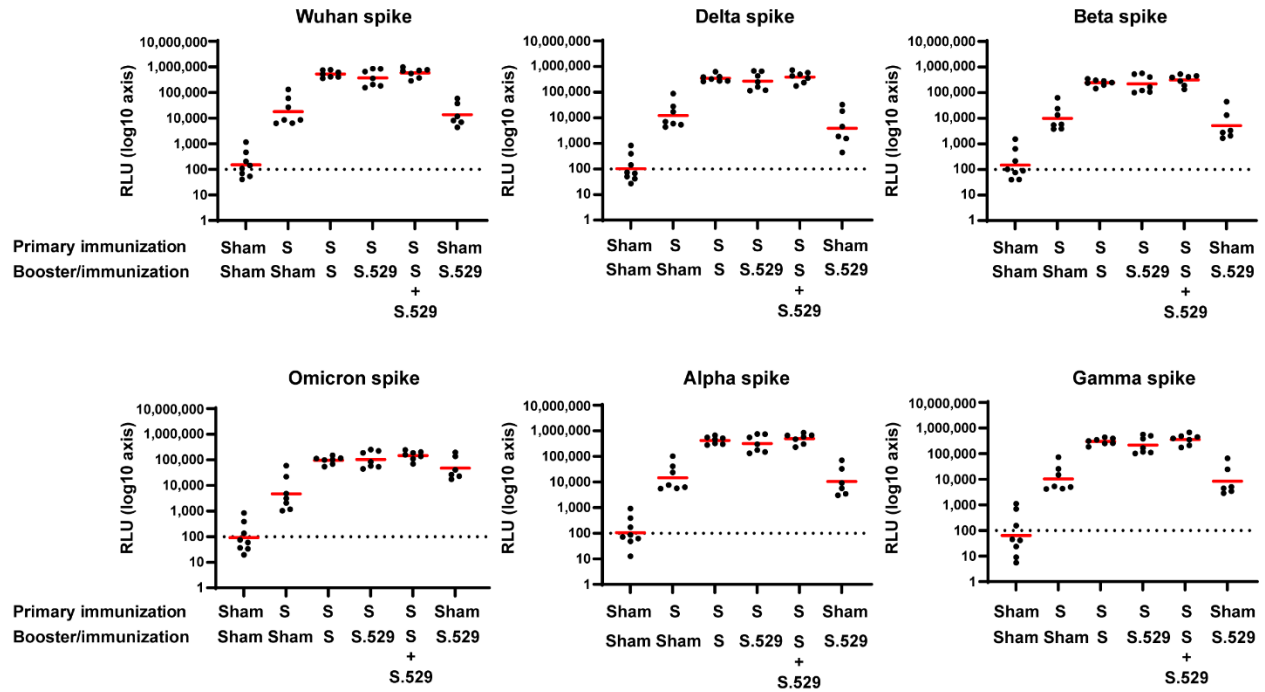 Wuhan spike
RLU (log10 axis)
10,000,000
1,000,000
100,000
10,000
1,000
100
10
1
Delta spike
RLU (log10 axis)
10,000,000
1,000,000
100,000
10,000
1,000
100
10
1
Beta spike
RLU (log10 axis)
10,000,000
1,000,000
100,000
10,000
1,000
100
10
1
Primary immunization Sham S S S S Sham Sham S S S S Sham Sham S S S S Sham
Booster/immunization Sham Sham S S.529 S S.529 Sham Sham S S.529 S S.529 Sham Sham S S.529 S S.529
+ + +
S.529 S.529 S.529
Omicron spike
RLU (log10 axis)
10,000,000
1,000,000
100,000
10,000
1,000
100
10
1
Alpha spike
RLU (log10 axis)
10,000,000
1,000,000
100,000
10,000
1,000
100
10
1
Gamma spike
RLU (log10 axis)
10,000,000
1,000,000
100,000
10,000
1,000
100
10
1
Primary immunization Sham S S S S Sham Sham S S S S Sham Sham S S S S Sham
Booster/immunization Sham Sham S S.529 S S.529 Sham Sham S S.529 S S.529 Sham Sham S S.529 S S.529
+ + +
S.529 S.529 S.529